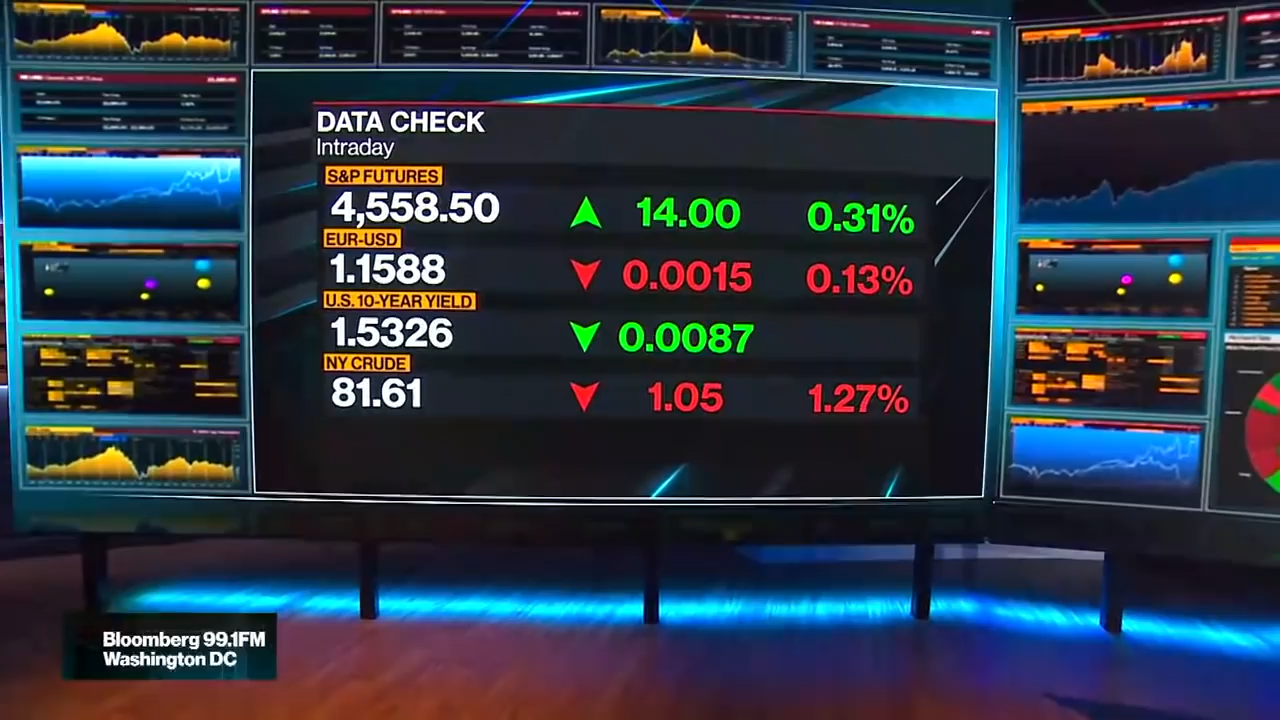 DATA CHECK
Intraday
S&P FUTURES
4,558.50 14.00 0.31%
EUR-USD
1.1588 0.0015 0.13%
U.S. 10-YEAR YIELD
1.5326 0.0087
NY CRUDE
81.61 1.05 1.27%
Bloomberg 99.1FM
Washington DC